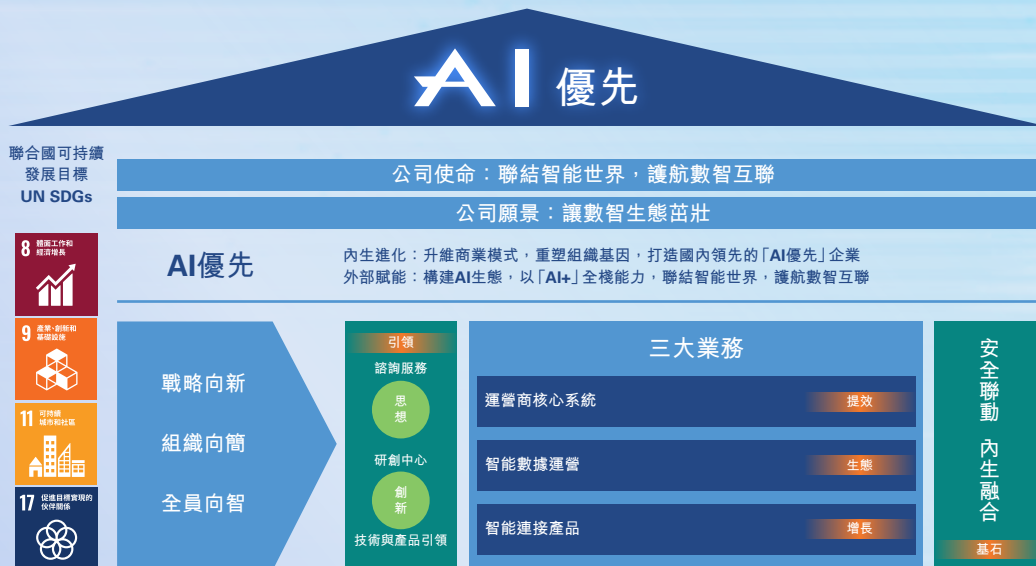 AI 優先
聯合國可持續
發展目標
UN SDGs
公司使命：聯結智能世界，護航數智互聯
公司願景：讓數智生態茁壯
AI優先
內生進化：升維商業模式，重塑組織基因，打造國內領先的「AI優先」企業
外部賦能：構建AI生態，以「AI+」全棧能力，聯結智能世界，護航數智互聯
8 體面工作和
經濟增長
9 產業、創新和
基礎設施
11 可持續
城市和社區
17 促進目標實現的
伙伴關係
戰略向新
組織向簡
全員向智
引領
諮詢服務
思
想
研創中心
創
新
技術與產品引領
三大業務
運營商核心系統
提效
智能數據運營
生態
智能連接產品
增長
安全聯動 內生融合
基石